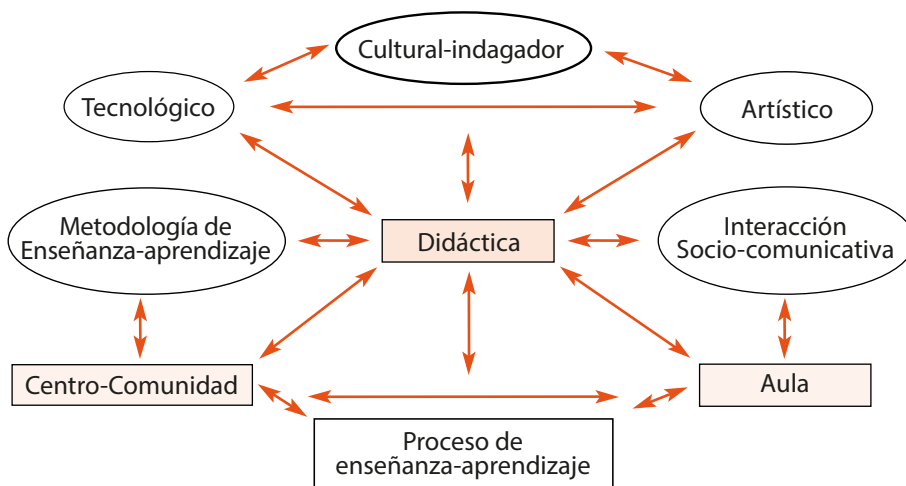 Cultural-indagador
Tecnológico
Artístico
Metodología de
Enseñanza-aprendizaje
Didáctica
Interacción
Socio-comunicativa
Centro-Comunidad
Aula
Proceso de
enseñanza-aprendizaje